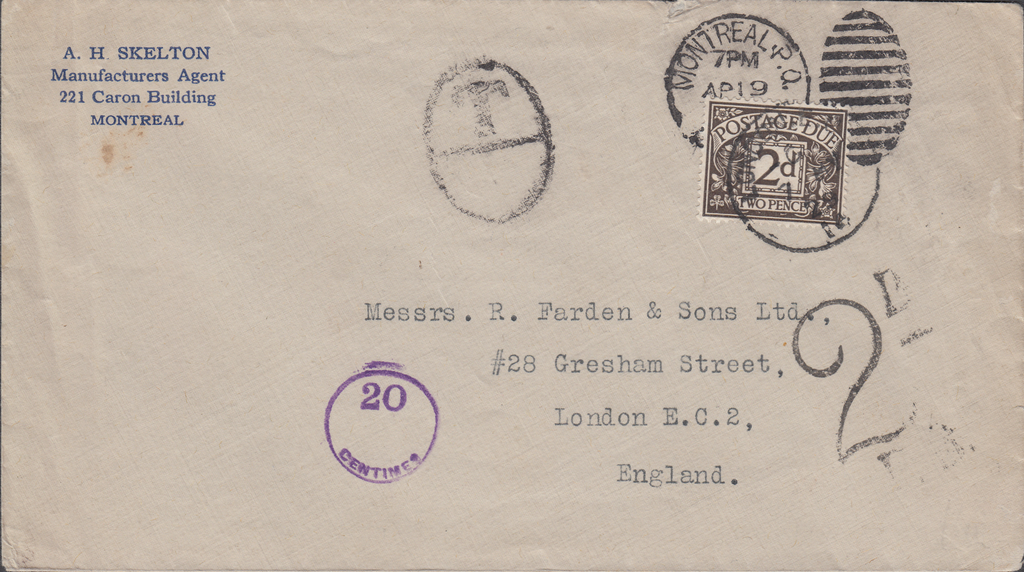 A. H. SKELTON
Manufacturers Agent
221 Caron Building
MONTREAL
T
MONTREAL. P.Q.
7PM
AP19
POSTAGE DUE
2d
TWO PENCE
Messrs. R. Farden & Sons Ltd.,
#28 Gresham Street,
London E.C.2,
England.
20
CENTIMES
2